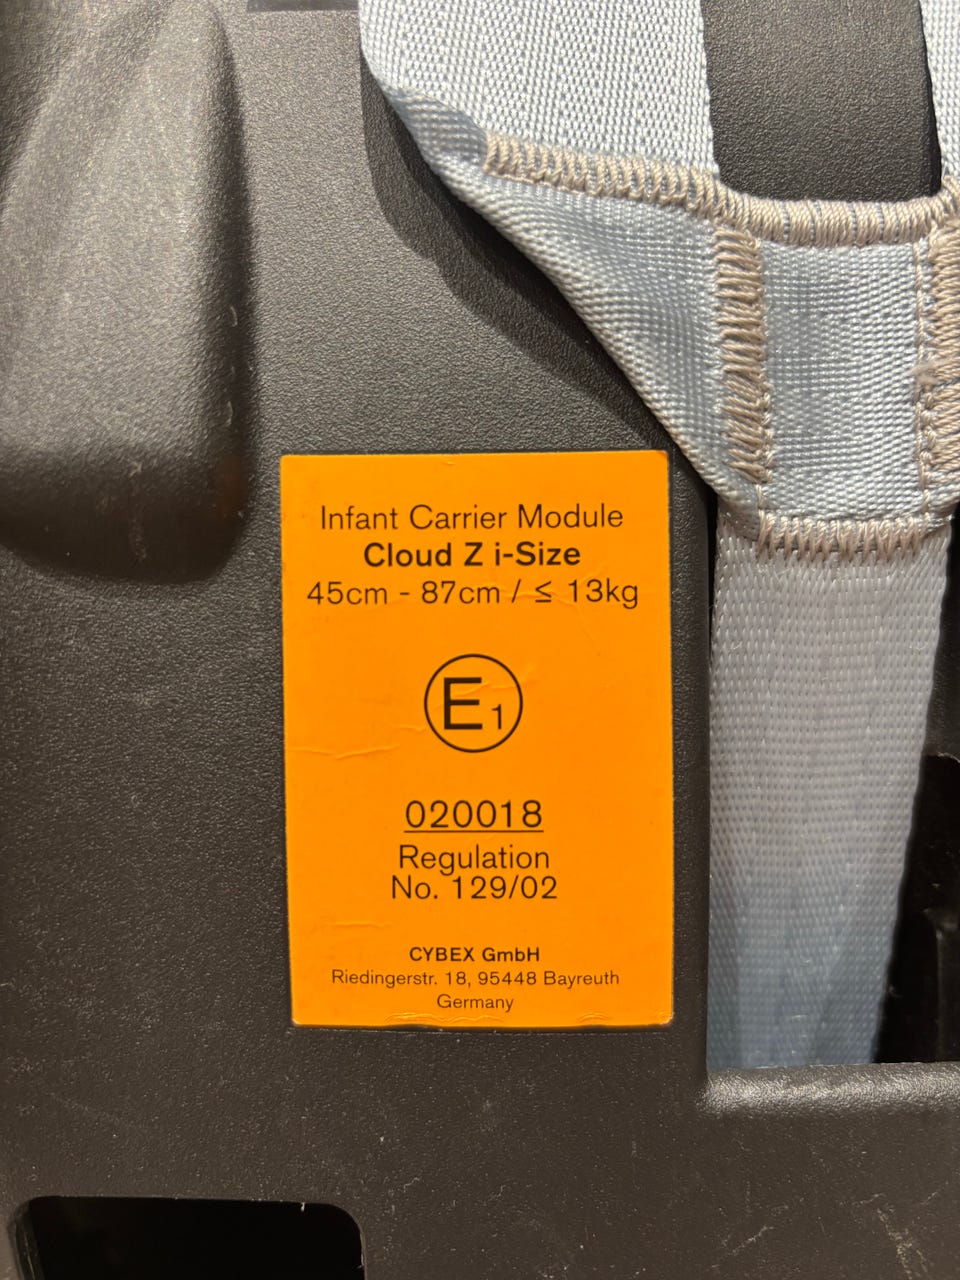 Infant Carrier Module
Cloud Z i-Size
45cm - 87cm / ≤ 13kg
E1
020018
Regulation
No. 129/02
CYBEX GmbH
Riedingerstr. 18, 95448 Bayreuth
Germany